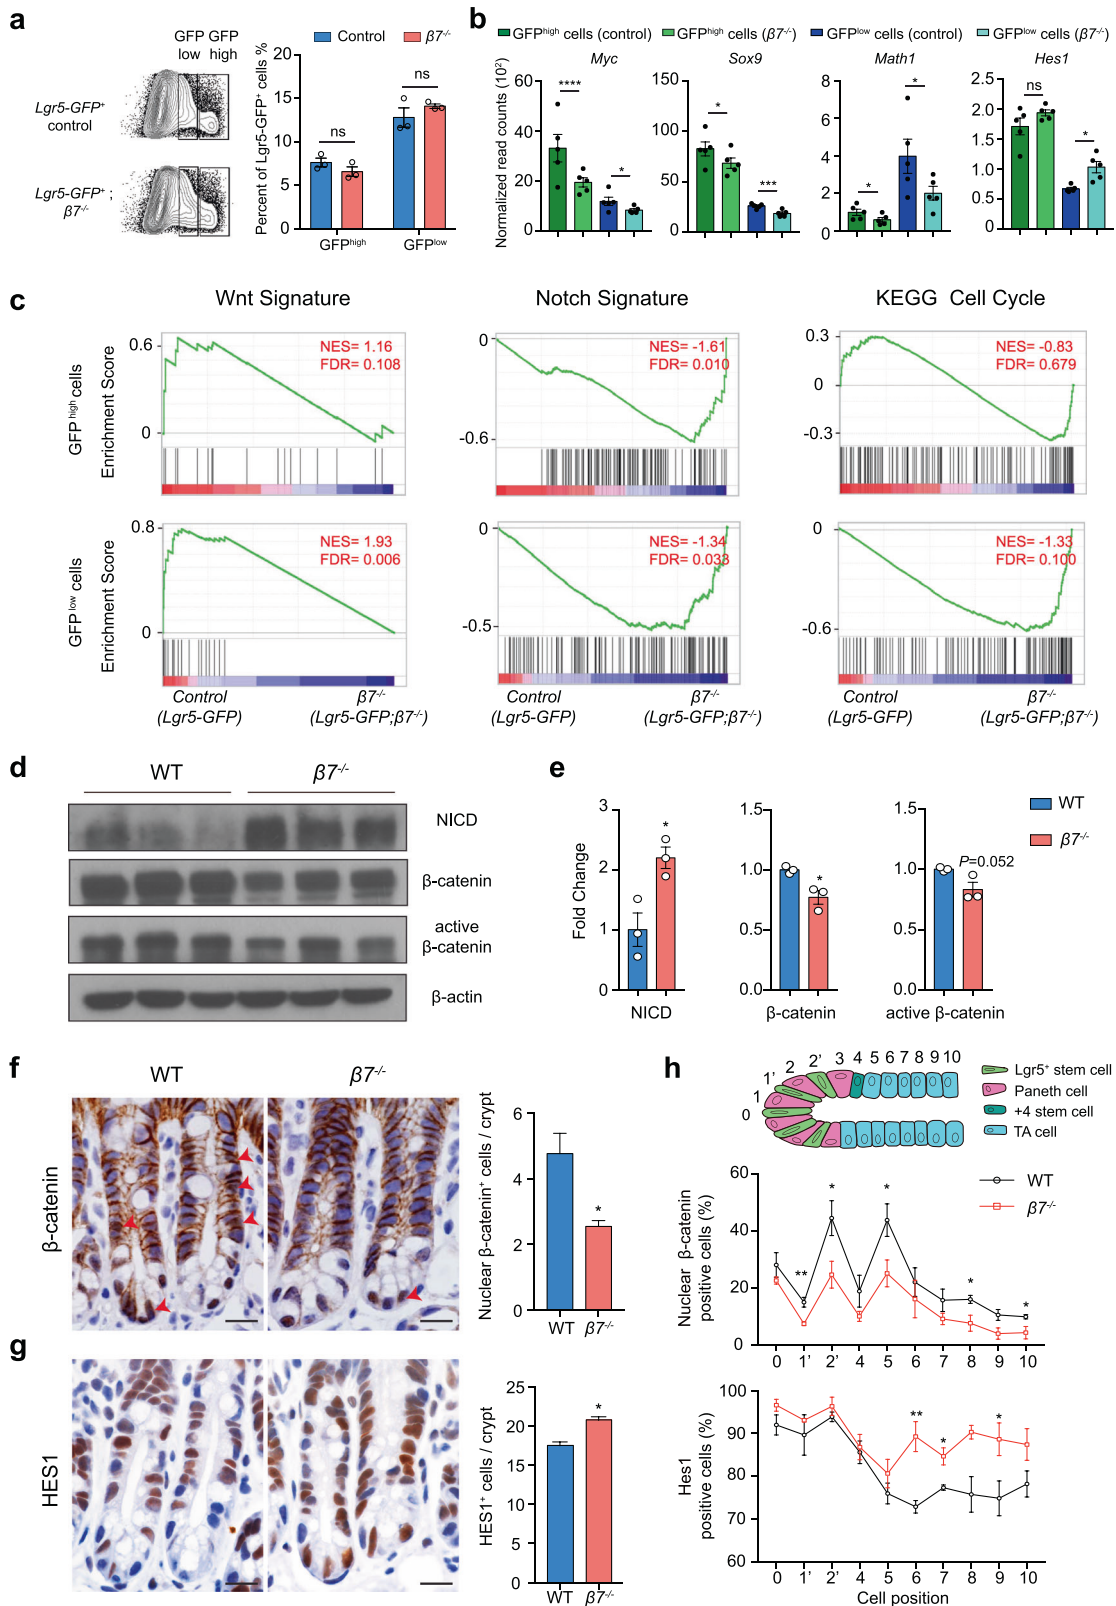 a
GFP low
GFP high
Lgr5-GFP⁺ control
Lgr5-GFP⁺; β7⁻/⁻
Control
β7⁻/⁻
Percent of Lgr5-GFP⁺ cells %
20
15
10
5
0
ns
ns
GFPʰⁱᵍʰ
GFPˡᵒʷ
b
GFPʰⁱᵍʰ cells (control)
GFPʰⁱᵍʰ cells (β7⁻/⁻)
GFPˡᵒʷ cells (control)
GFPˡᵒʷ cells (β7⁻/⁻)
Normalized read counts (10²)
Myc
60
40
20
0
****
*
Sox9
150
100
50
0
*
***
Math1
8
6
4
2
0
*
*
Hes1
2.5
2.0
1.5
1.0
0.5
0.0
ns
*
c
Wnt Signature
Notch Signature
KEGG Cell Cycle
GFP ʰⁱᵍʰ cells
Enrichment Score
0.6
0
NES= 1.16
FDR= 0.108
0
-0.6
NES= -1.61
FDR= 0.010
0.3
0
-0.3
NES= -0.83
FDR= 0.679
GFP ˡᵒʷ cells
Enrichment Score
0.8
0
NES= 1.93
FDR= 0.006
0
-0.5
NES= -1.34
FDR= 0.033
0
-0.6
NES= -1.33
FDR= 0.100
Control
(Lgr5-GFP)
β7⁻/⁻
(Lgr5-GFP;β7⁻/⁻)
Control
(Lgr5-GFP)
β7⁻/⁻
(Lgr5-GFP;β7⁻/⁻)
Control
(Lgr5-GFP)
β7⁻/⁻
(Lgr5-GFP;β7⁻/⁻)
d
WT
β7⁻/⁻
NICD
β-catenin
active
β-catenin
β-actin
e
Fold Change
3
2
1
0
*
NICD
1.5
1.0
0.5
0.0
*
β-catenin
1.5
1.0
0.5
0.0
P=0.052
active β-catenin
WT
β7⁻/⁻
f
WT
β7⁻/⁻
β-catenin
Nuclear β-catenin⁺ cells / crypt
6
4
2
0
*
WT
β7⁻/⁻
g
HES1
HES1⁺ cells / crypt
25
20
15
10
5
0
*
WT
β7⁻/⁻
h
0
1
1'
2
2'
3
4
5
6
7
8
9
10
Lgr5⁺ stem cell
Paneth cell
+4 stem cell
TA cell
WT
β7⁻/⁻
Nuclear β-catenin
positive cells (%)
60
40
20
0
**
*
*
*
*
0 1' 2' 4 5 6 7 8 9 10
Hes1
positive cells (%)
100
90
80
70
60
**
*
*
0 1' 2' 4 5 6 7 8 9 10
Cell position